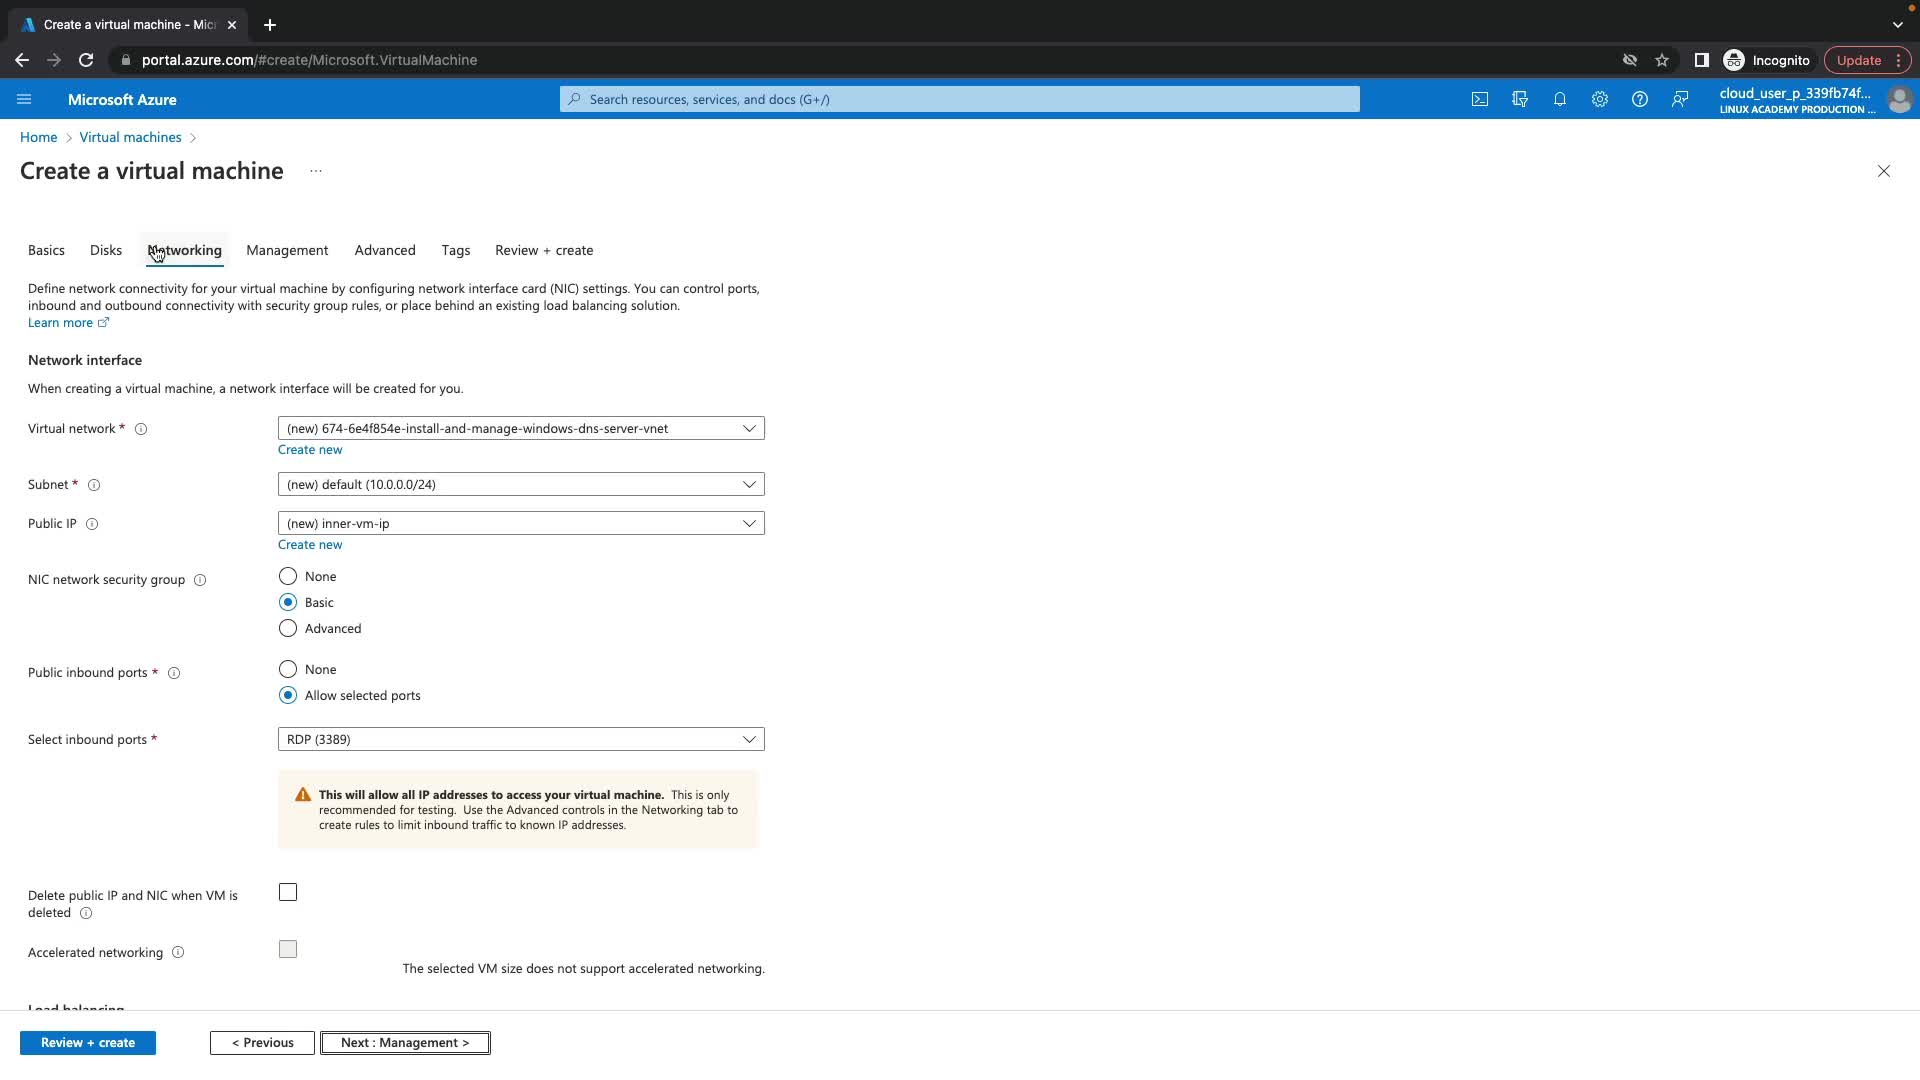 Create a virtual machine - Mic
portal.azure.com/#create/Microsoft.VirtualMachine
Incognito
Update
Microsoft Azure
Search resources, services, and docs (G+/)
cloud_user_p_339fb74f...
LINUX ACADEMY PRODUCTION ...
Home > Virtual machines >
Create a virtual machine ...
Basics Disks Networking Management Advanced Tags Review + create
Define network connectivity for your virtual machine by configuring network interface card (NIC) settings. You can control ports,
inbound and outbound connectivity with security group rules, or place behind an existing load balancing solution.
Learn more
Network interface
When creating a virtual machine, a network interface will be created for you.
Virtual network * (new) 674-6e4f854e-install-and-manage-windows-dns-server-vnet
Create new
Subnet * (new) default (10.0.0.0/24)
Public IP (new) inner-vm-ip
Create new
NIC network security group
None
Basic
Advanced
Public inbound ports *
None
Allow selected ports
Select inbound ports * RDP (3389)
This will allow all IP addresses to access your virtual machine. This is only
recommended for testing. Use the Advanced controls in the Networking tab to
create rules to limit inbound traffic to known IP addresses.
Delete public IP and NIC when VM is
deleted
Accelerated networking
The selected VM size does not support accelerated networking.
Load balancing
Review + create < Previous Next : Management >